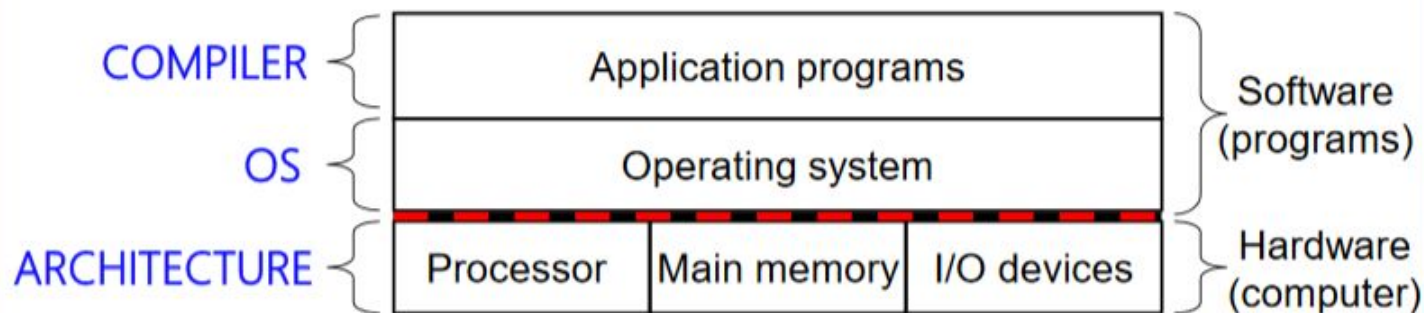 COMPILER
Application programs
Software
(programs)
OS
Operating system
ARCHITECTURE
Processor
Main memory
I/O devices
Hardware
(computer)